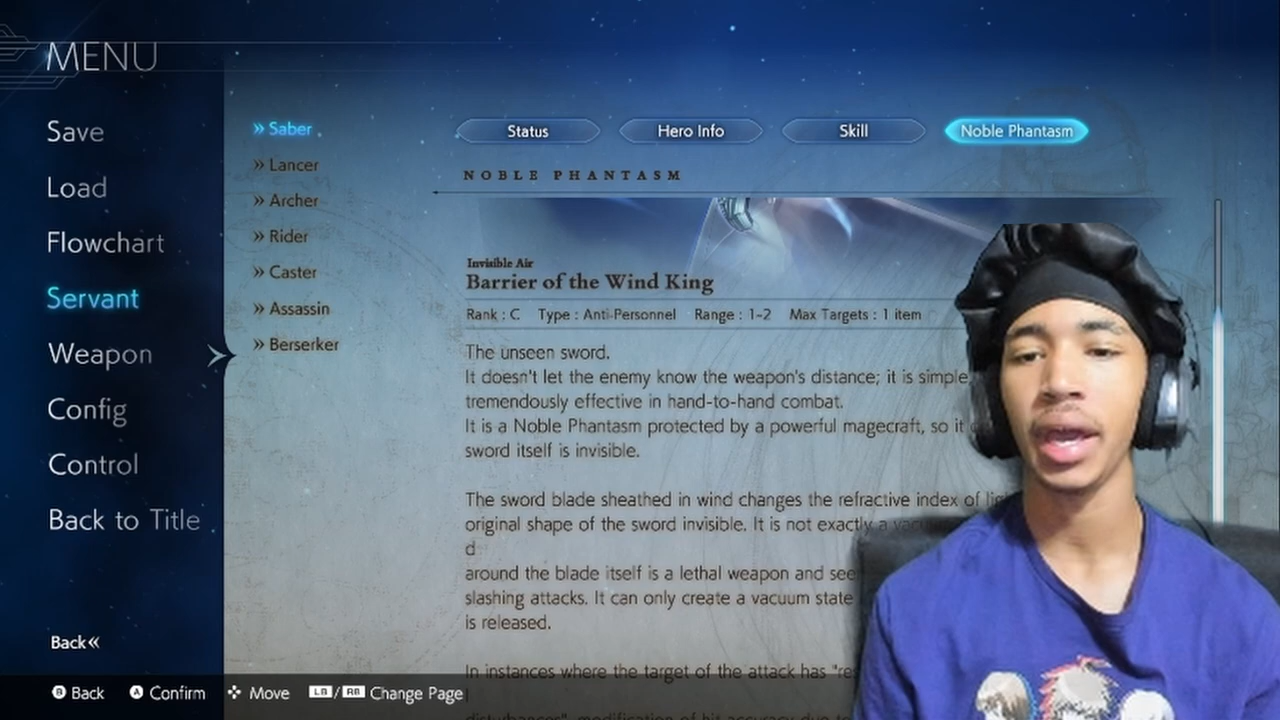 MENU
Save
Load
Flowchart
Servant
Weapon
Config
Control
Back to Title
Back«
» Saber
» Lancer
» Archer
» Rider
» Caster
» Assassin
» Berserker
Status
Hero Info
Skill
Noble Phantasm
NOBLE PHANTASM
Invisible Air
Barrier of the Wind King
Rank : C Type : Anti-Personnel Range : 1-2 Max Targets : 1 item
The unseen sword.
It doesn't let the enemy know the weapon's distance; it is simple,
tremendously effective in hand-to-hand combat.
It is a Noble Phantasm protected by a powerful magecraft, so it
sword itself is invisible.
The sword blade sheathed in wind changes the refractive index of
original shape of the sword invisible. It is not exactly a
d
around the blade itself is a lethal weapon and
slashing attacks. It can only create a vacuum state
is released.
In instances where the target of the attack has
B Back A Confirm Move LB/RB Change Page